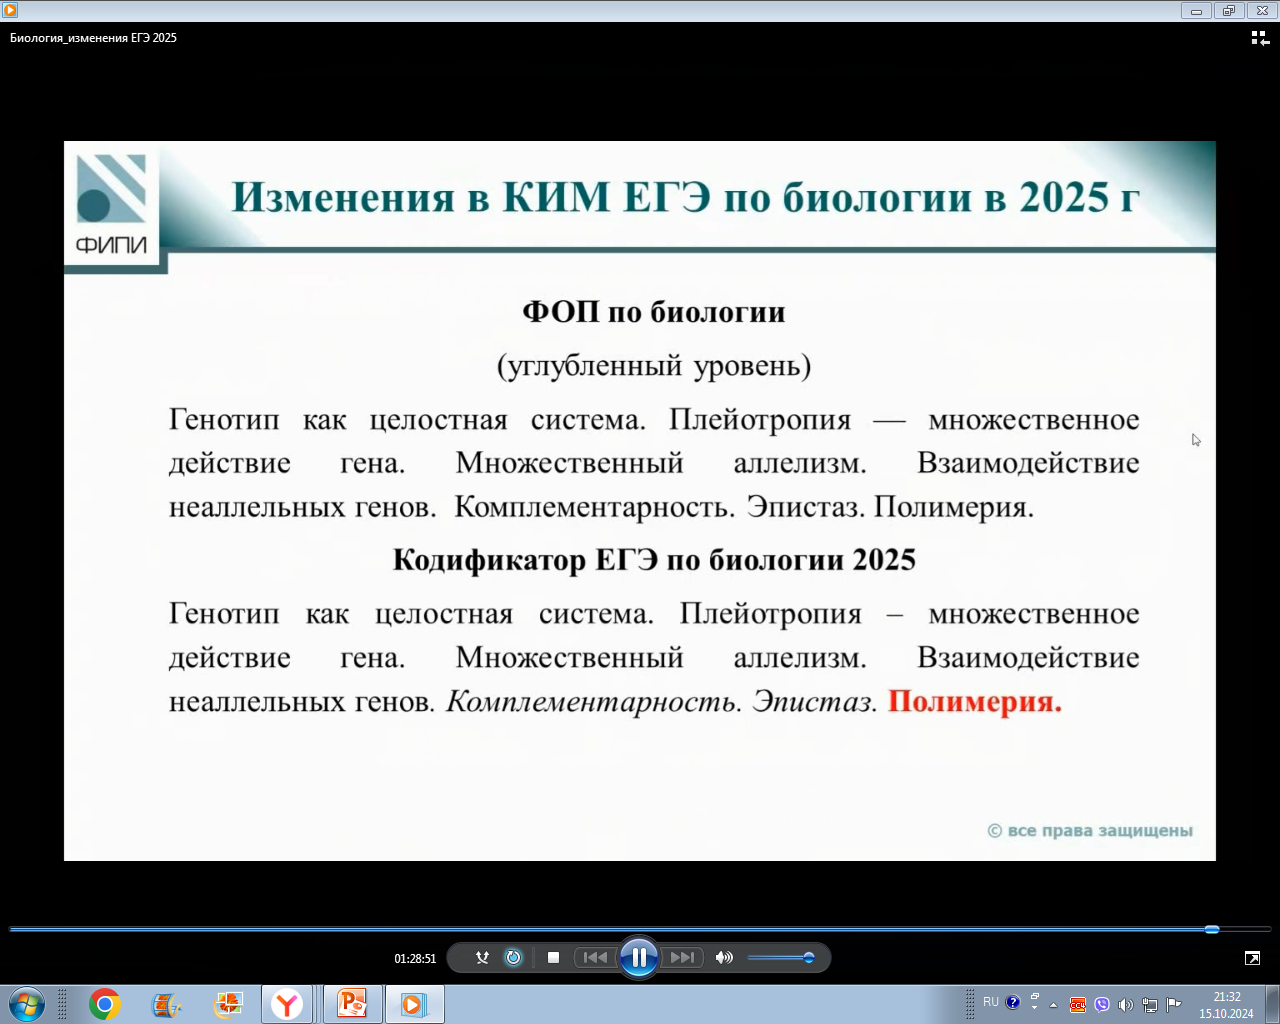 Биология_изменения ЕГЭ 2025
Изменения в КИМ ЕГЭ по биологии в 2025 г
ФИПИ
ФОП по биологии
(углубленный уровень)
Генотип как целостная система. Плейотропия — множественное
действие гена. Множественный аллелизм. Взаимодействие
неаллельных генов. Комплементарность. Эпистаз. Полимерия.
Кодификатор ЕГЭ по биологии 2025
Генотип как целостная система. Плейотропия – множественное
действие гена. Множественный аллелизм. Взаимодействие
неаллельных генов. Комплементарность. Эпистаз. Полимерия.
© все права защищены
01:28:51
RU
21:32
15.10.2024